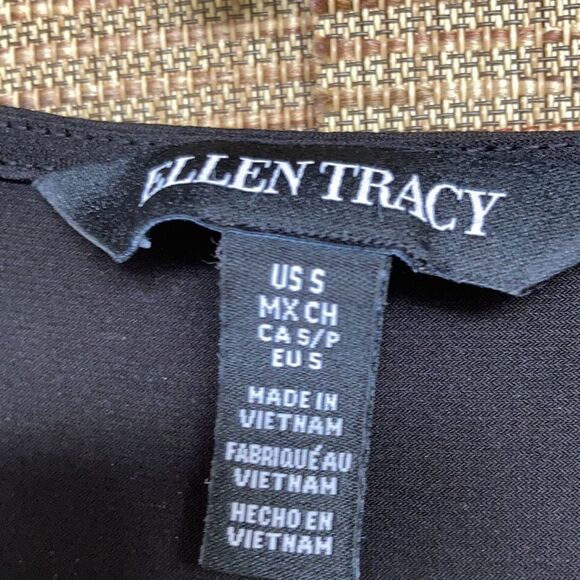 ELLEN TRACY
US S
MX CH
CA S/P
EU S
MADE IN
VIETNAM
FABRIQUÉ AU
VIETNAM
HECHO EN
VIETNAM